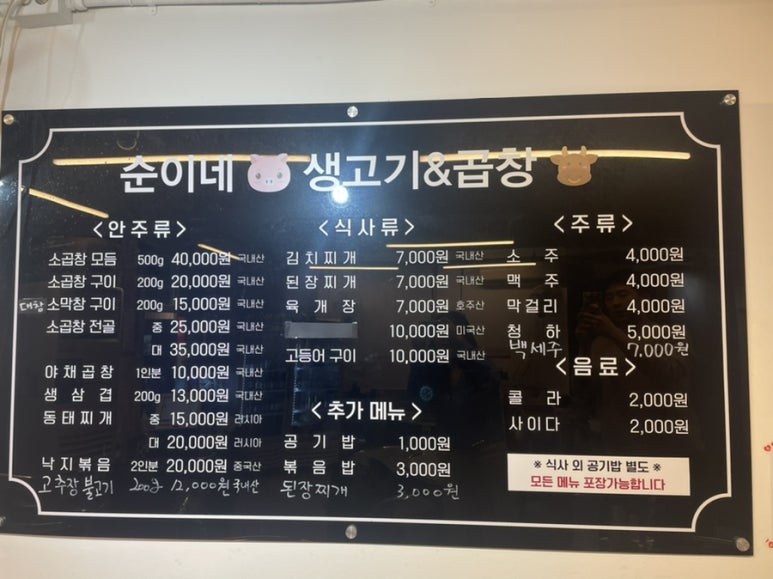 순이네 생고기&곱창
<안주류>
소곱창 모듬 500g 40,000원 국내산
소곱창 구이 200g 20,000원 국내산
대창 소막창 구이 200g 15,000원 국내산
소곱창 전골 중 25,000원 국내산
대 35,000원 국내산
야채곱창 1인분 10,000원 국내산
생삼겹 200g 13,000원 국내산
동태찌개 중 15,000원 러시아
대 20,000원 러시아
낙지볶음 2인분 20,000원 중국산
고추장 불고기 200g 12,000원 국내산
<식사류>
김치찌개 7,000원 국내산
된장찌개 7,000원 국내산
육개장 7,000원 호주산
10,000원 미국산
고등어 구이 10,000원 국내산
<추가 메뉴>
공기밥 1,000원
볶음밥 3,000원
된장찌개 3,000원
<주류>
소주 4,000원
맥주 4,000원
막걸리 4,000원
청하 5,000원
백세주 7,000원
<음료>
콜라 2,000원
사이다 2,000원
※ 식사 외 공기밥 별도 ※
모든 메뉴 포장가능합니다